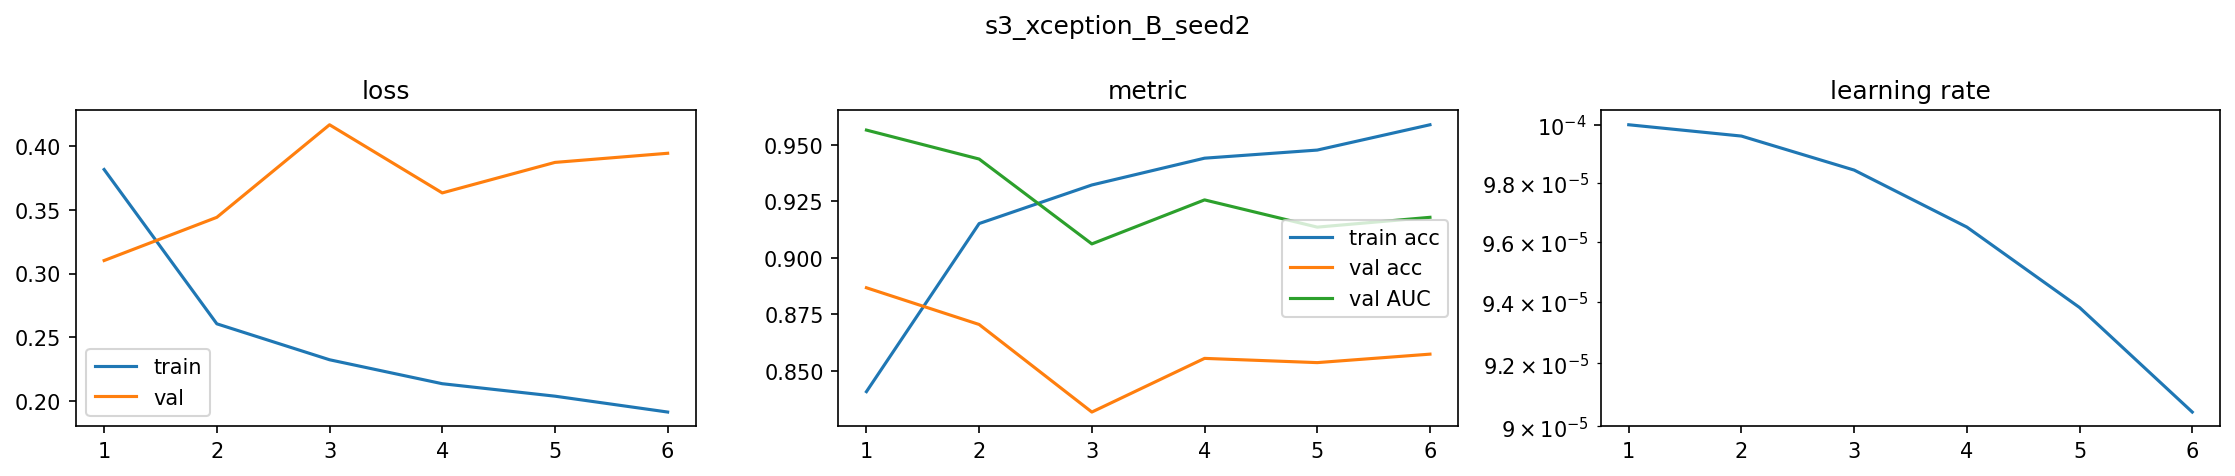 s3_xception_B_seed2
loss
0.40
0.35
0.30
0.25
0.20
train
val
1 2 3 4 5 6
metric
0.950
0.925
0.900
0.875
0.850
train acc
val acc
val AUC
1 2 3 4 5 6
learning rate
10⁻⁴
9.8 × 10⁻⁵
9.6 × 10⁻⁵
9.4 × 10⁻⁵
9.2 × 10⁻⁵
9 × 10⁻⁵
1 2 3 4 5 6